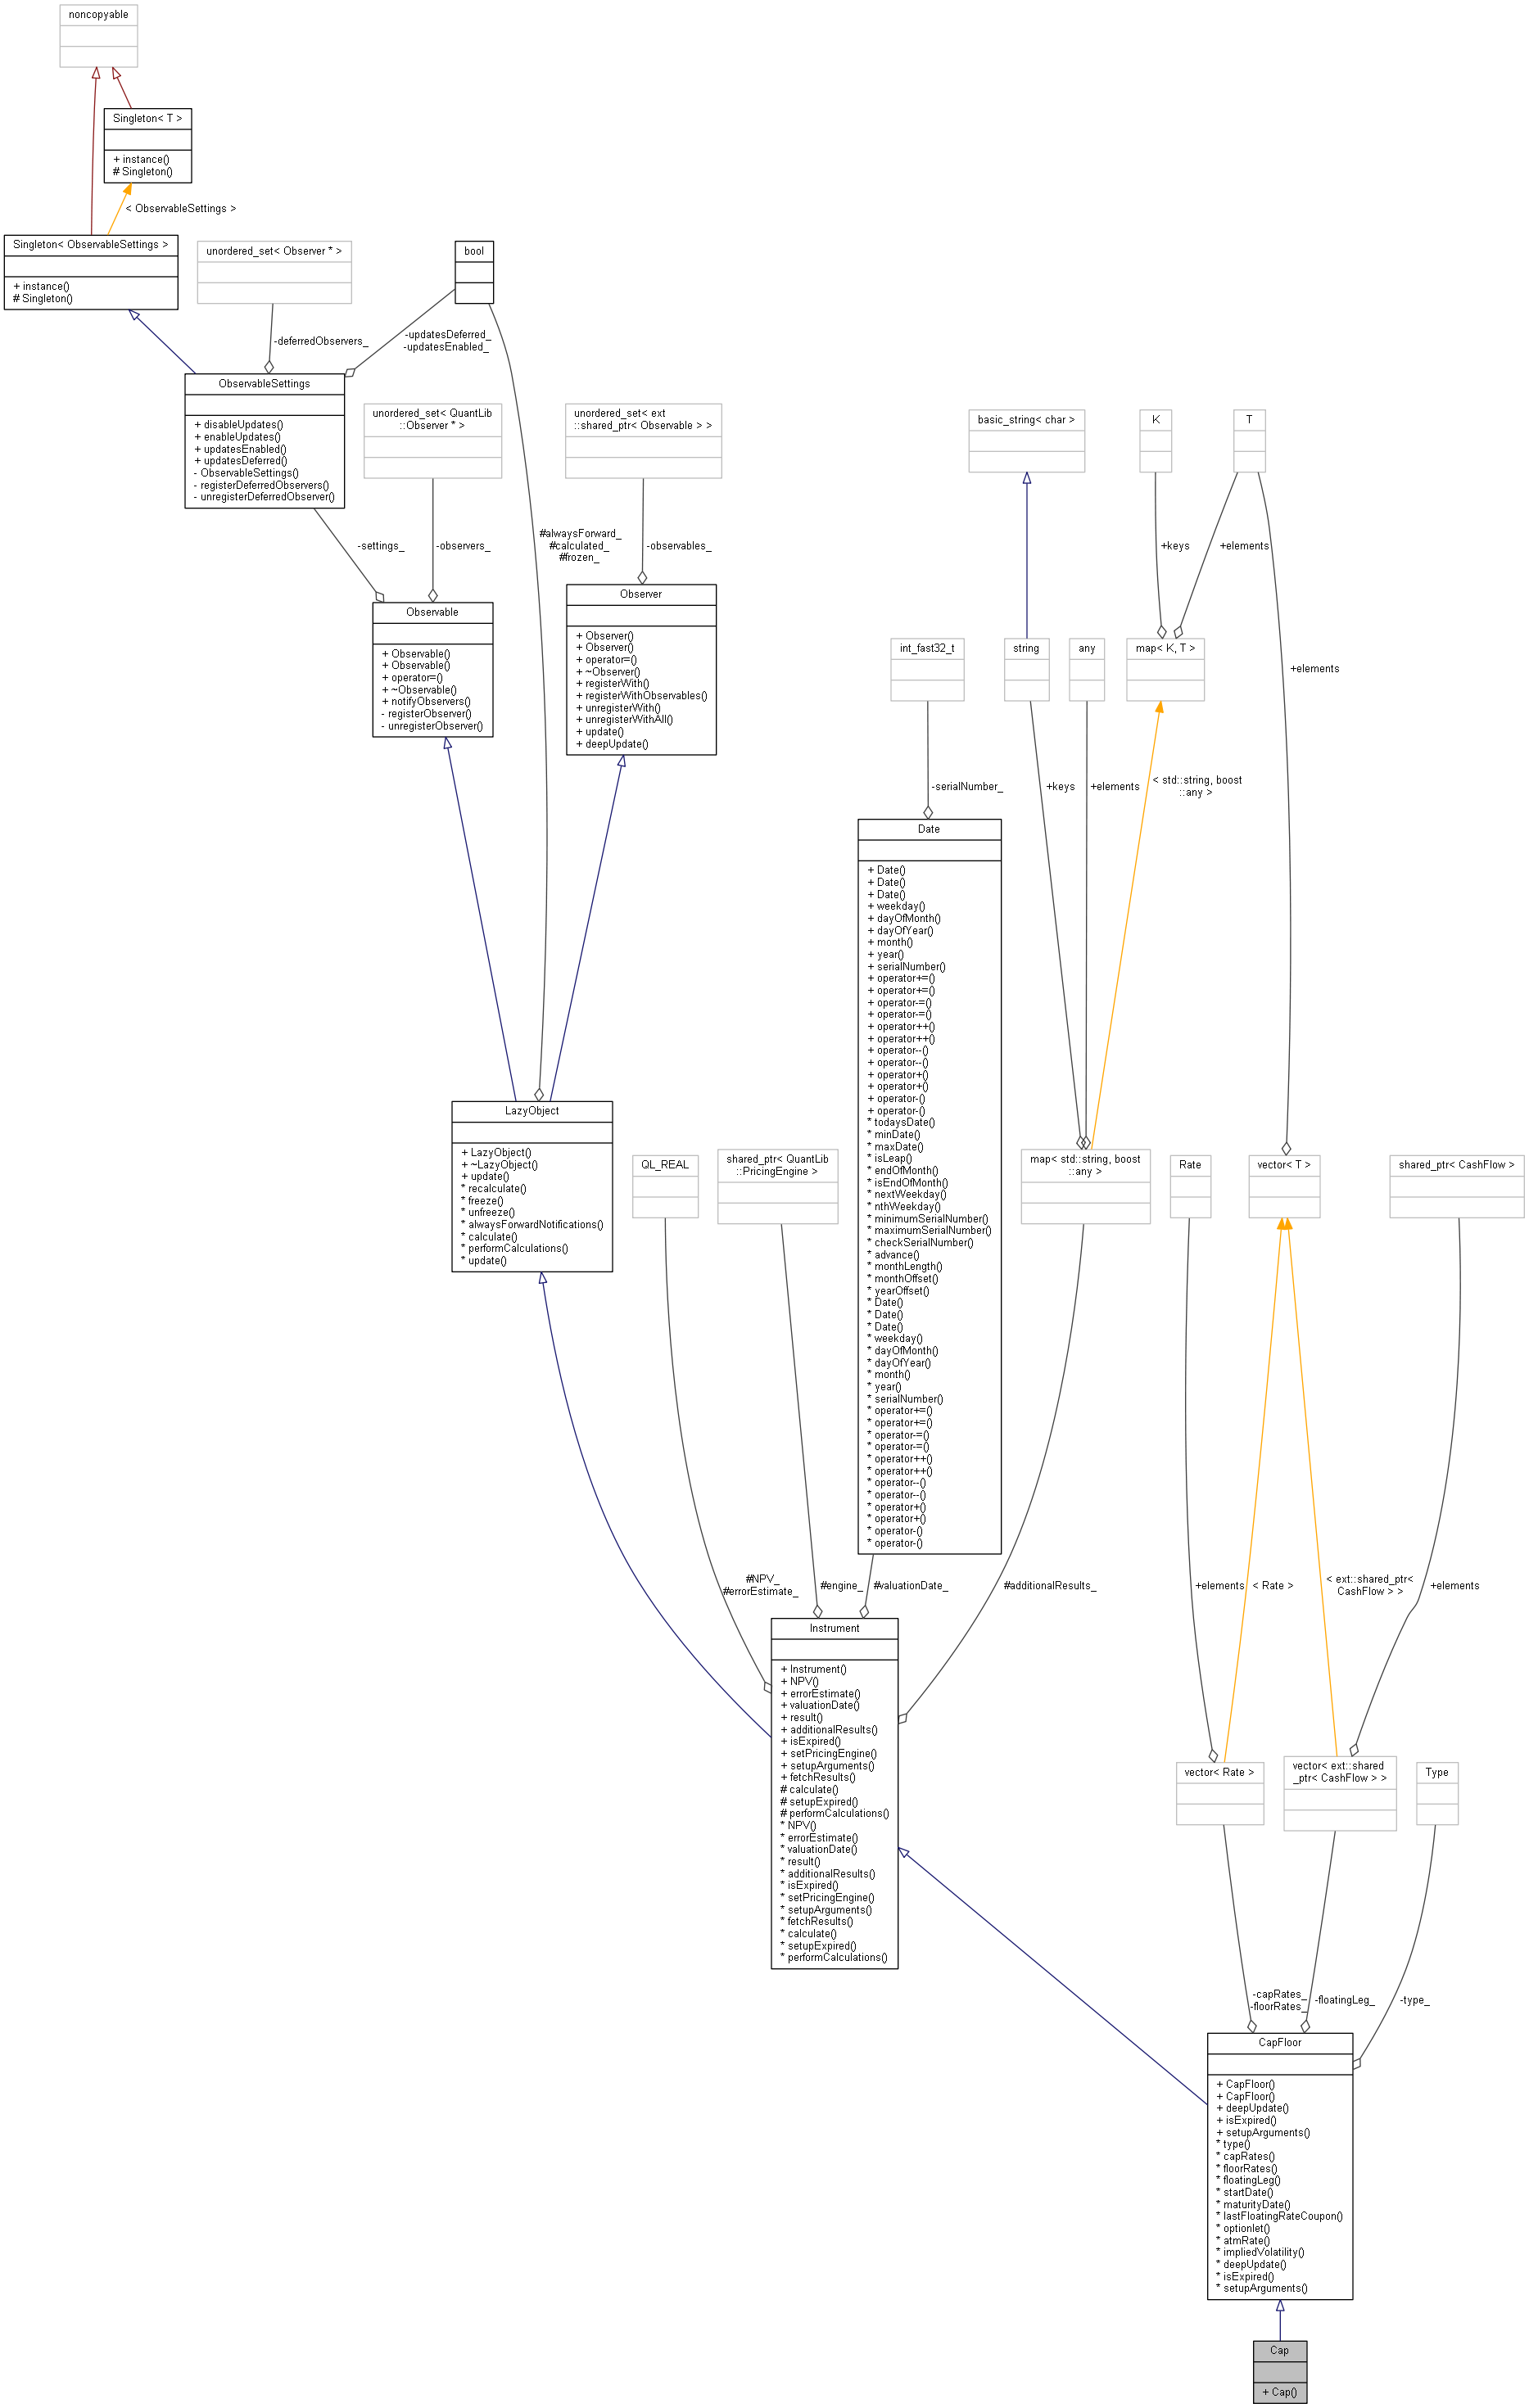 noncopyable
Singleton< T >
+ instance()
# Singleton()
< ObservableSettings >
Singleton< ObservableSettings >
+ instance()
# Singleton()
unordered_set< Observer * >
bool
-deferredObservers_
-updatesDeferred_
-updatesEnabled_
ObservableSettings
+ disableUpdates()
+ enableUpdates()
+ updatesEnabled()
+ updatesDeferred()
- ObservableSettings()
- registerDeferredObservers()
- unregisterDeferredObserver()
unordered_set< QuantLib
::Observer * >
unordered_set< ext
::shared_ptr< Observable > >
basic_string< char >
K
T
-settings_
-observers_
#alwaysForward_
#calculated_
#frozen_
-observables_
+keys
+elements
Observable
+ Observable()
+ Observable()
+ operator=()
+ ~Observable()
+ notifyObservers()
- registerObserver()
- unregisterObserver()
Observer
+ Observer()
+ Observer()
+ operator=()
+ ~Observer()
+ registerWith()
+ registerWithObservables()
+ unregisterWith()
+ unregisterWithAll()
+ update()
+ deepUpdate()
int_fast32_t
string
any
map< K, T >
+elements
-serialNumber_
+keys
+elements
< std::string, boost
::any >
Date
+ Date()
+ Date()
+ Date()
+ weekday()
+ dayOfMonth()
+ dayOfYear()
+ month()
+ year()
+ serialNumber()
+ operator+=()
+ operator+=()
+ operator-=()
+ operator-=()
+ operator++()
+ operator++()
+ operator--()
+ operator--()
+ operator+()
+ operator+()
+ operator-()
+ operator-()
* todaysDate()
* minDate()
* maxDate()
* isLeap()
* endOfMonth()
* isEndOfMonth()
* nextWeekday()
* nthWeekday()
* minimumSerialNumber()
* maximumSerialNumber()
* checkSerialNumber()
* advance()
* monthLength()
* monthOffset()
* yearOffset()
* Date()
* Date()
* Date()
* weekday()
* dayOfMonth()
* dayOfYear()
* month()
* year()
* serialNumber()
* operator+=()
* operator+=()
* operator-=()
* operator-=()
* operator++()
* operator++()
* operator--()
* operator--()
* operator+()
* operator+()
* operator-()
* operator-()
LazyObject
+ LazyObject()
+ ~LazyObject()
+ update()
* recalculate()
* freeze()
* unfreeze()
* alwaysForwardNotifications()
* calculate()
* performCalculations()
* update()
QL_REAL
shared_ptr< QuantLib
::PricingEngine >
map< std::string, boost
::any >
Rate
vector< T >
shared_ptr< CashFlow >
#NPV_
#errorEstimate_
#engine_
#valuationDate_
#additionalResults_
+elements
< Rate >
< ext::shared_ptr<
CashFlow > >
+elements
Instrument
+ Instrument()
+ NPV()
+ errorEstimate()
+ valuationDate()
+ result()
+ additionalResults()
+ isExpired()
+ setPricingEngine()
+ setupArguments()
+ fetchResults()
# calculate()
# setupExpired()
# performCalculations()
* NPV()
* errorEstimate()
* valuationDate()
* result()
* additionalResults()
* isExpired()
* setPricingEngine()
* setupArguments()
* fetchResults()
* calculate()
* setupExpired()
* performCalculations()
vector< Rate >
vector< ext::shared
_ptr< CashFlow > >
Type
-capRates_
-floorRates_
-floatingLeg_
-type_
CapFloor
+ CapFloor()
+ CapFloor()
+ deepUpdate()
+ isExpired()
+ setupArguments()
* type()
* capRates()
* floorRates()
* floatingLeg()
* startDate()
* maturityDate()
* lastFloatingRateCoupon()
* optionlet()
* atmRate()
* impliedVolatility()
* deepUpdate()
* isExpired()
* setupArguments()
Cap
+ Cap()